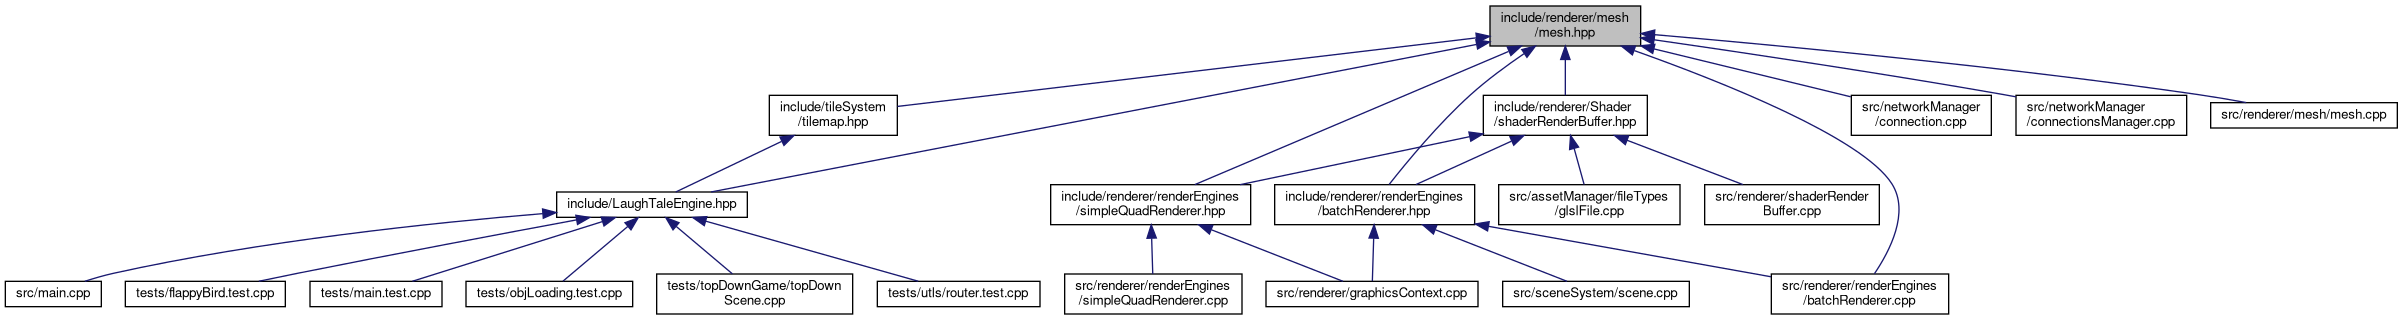 include/renderer/mesh
/mesh.hpp
include/tileSystem
/tilemap.hpp
include/renderer/Shader
/shaderRenderBuffer.hpp
src/networkManager
/connection.cpp
src/networkManager
/connectionsManager.cpp
src/renderer/mesh/mesh.cpp
include/LaughTaleEngine.hpp
include/renderer/renderEngines
/simpleQuadRenderer.hpp
include/renderer/renderEngines
/batchRenderer.hpp
src/assetManager/fileTypes
/glslFile.cpp
src/renderer/shaderRender
Buffer.cpp
src/main.cpp
tests/flappyBird.test.cpp
tests/main.test.cpp
tests/objLoading.test.cpp
tests/topDownGame/topDown
Scene.cpp
tests/utls/router.test.cpp
src/renderer/renderEngines
/simpleQuadRenderer.cpp
src/renderer/graphicsContext.cpp
src/sceneSystem/scene.cpp
src/renderer/renderEngines
/batchRenderer.cpp